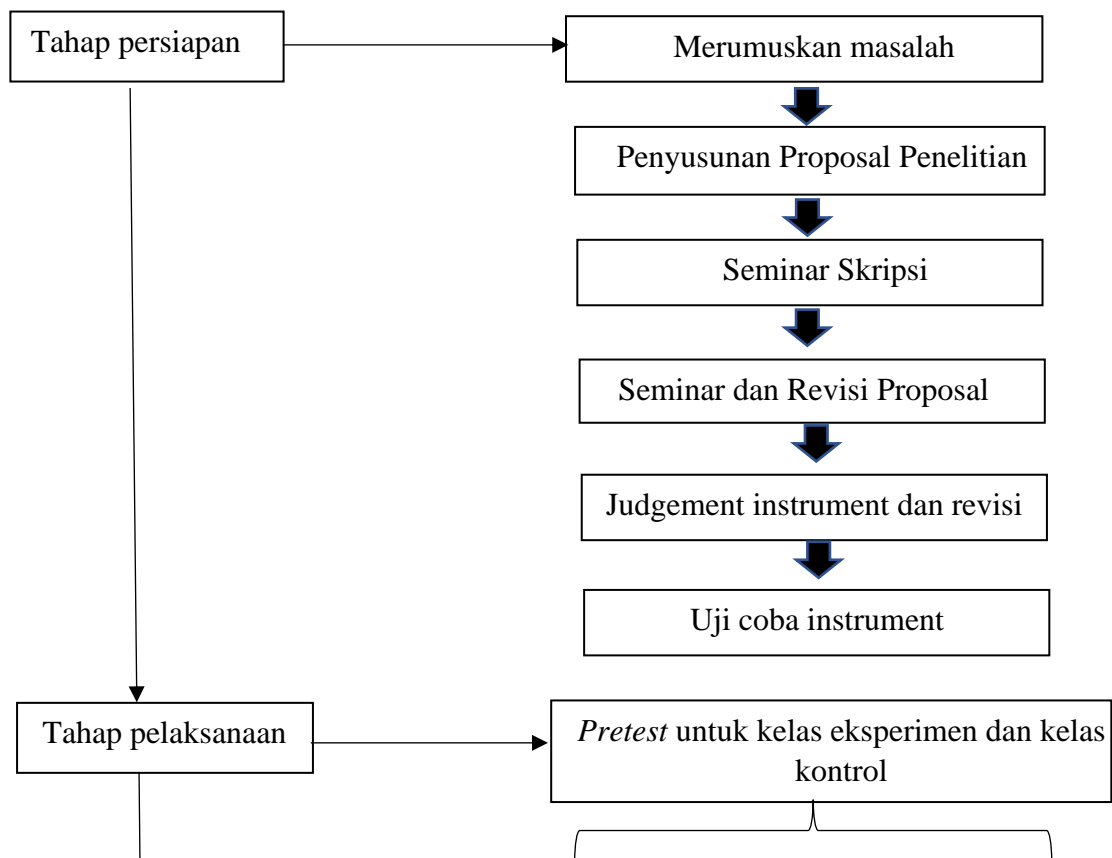 Tahap persiapan
Merumuskan masalah
Penyusunan Proposal Penelitian
Seminar Skripsi
Seminar dan Revisi Proposal
Judgement instrument dan revisi
Uji coba instrument
Tahap pelaksanaan
Pretest untuk kelas eksperimen dan kelas
kontrol